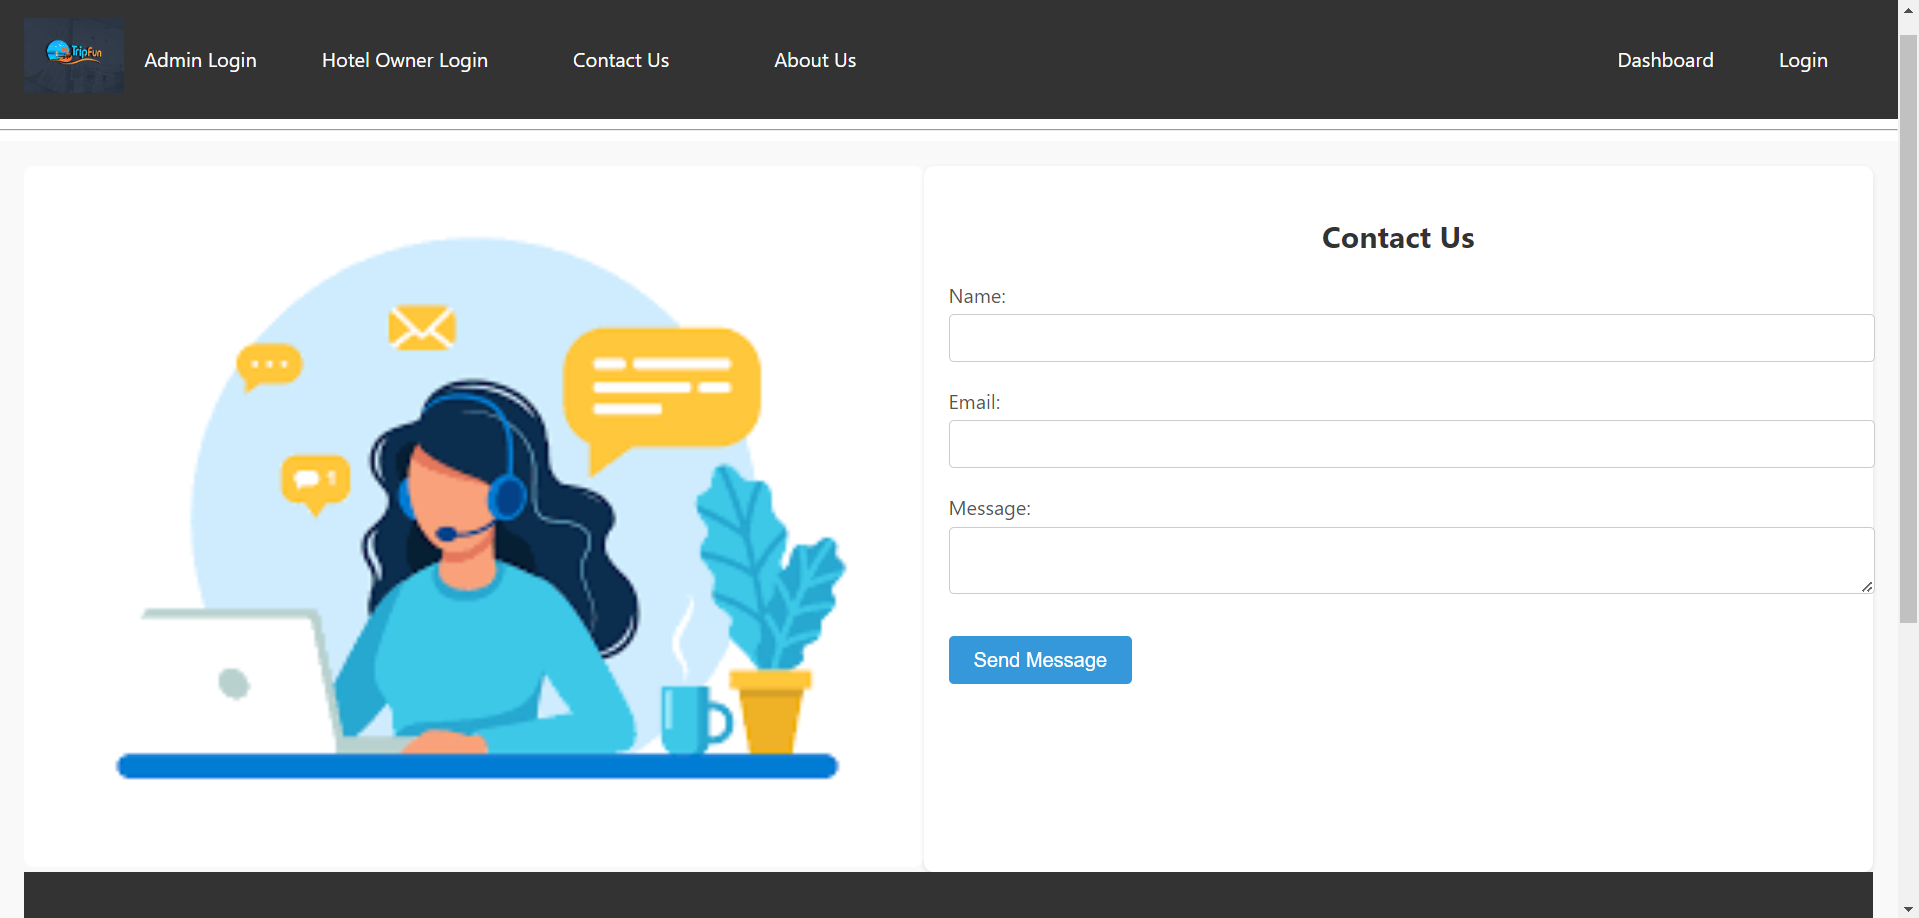 TripFun
Admin Login
Hotel Owner Login
Contact Us
About Us
Dashboard
Login
Contact Us
Name:
Email:
Message:
Send Message
1